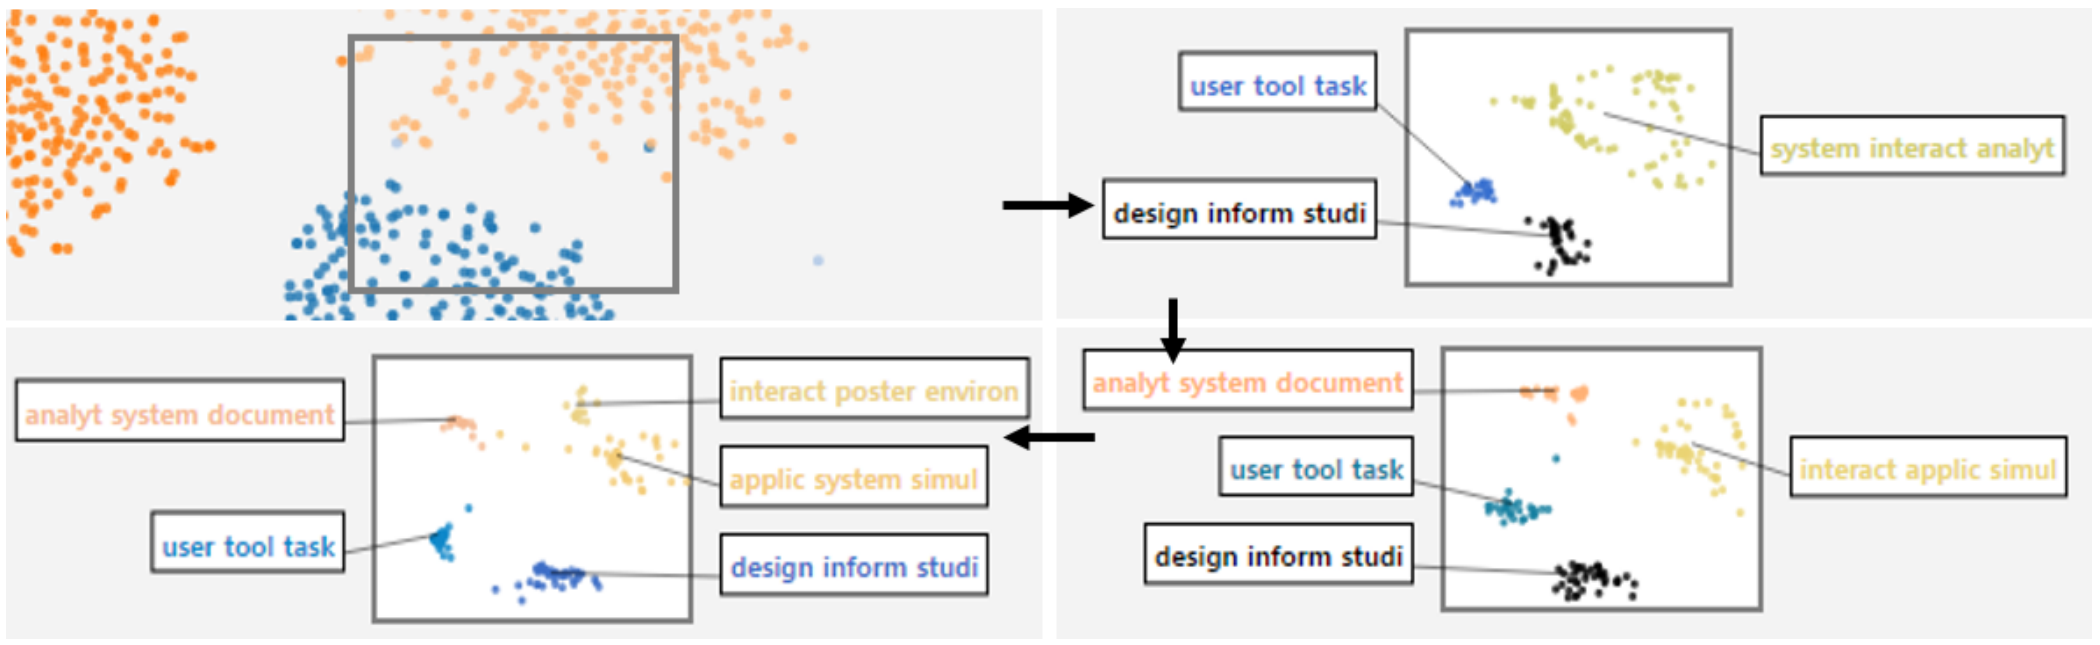 user tool task
system interact analyt
design inform studi
analyt system document
user tool task
interact applic simul
design inform studi
analyt system document
interact poster environ
applic system simul
user tool task
design inform studi